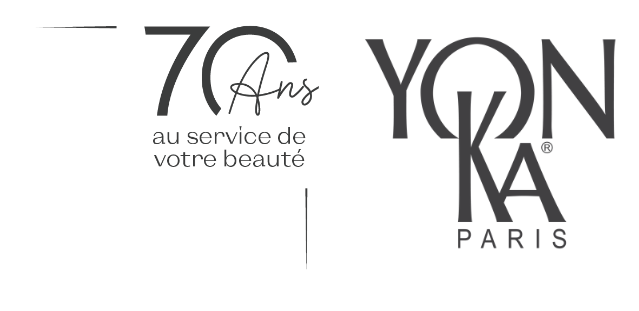 70 Ans
au service de
votre beauté
YON
KA®
PARIS